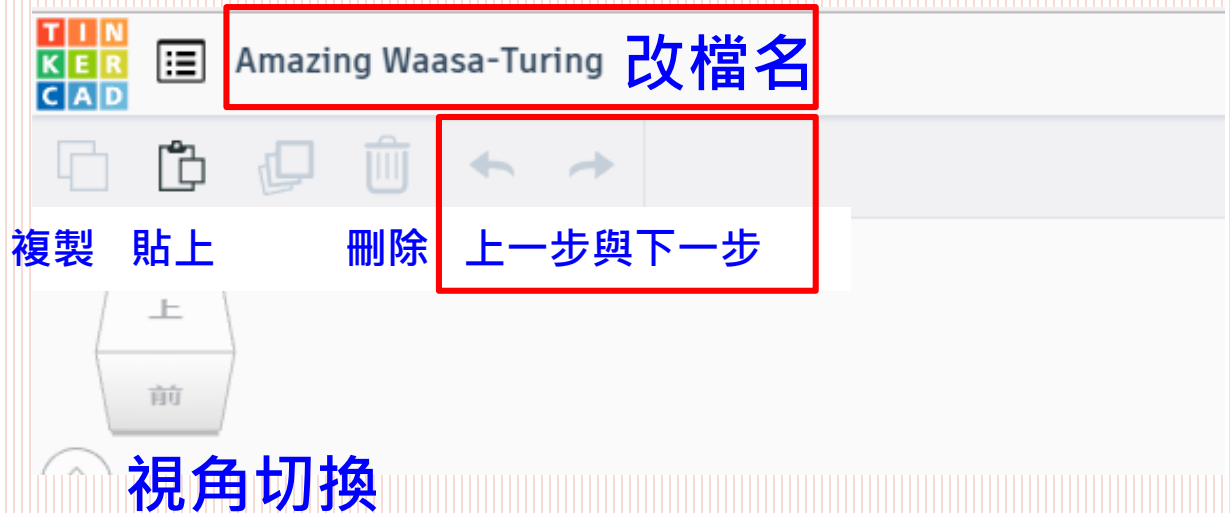 TIN
KER
CAD
Amazing Waasa-Turing 改檔名
複製 貼上 刪除 上一步與下一步
上
前
視角切換